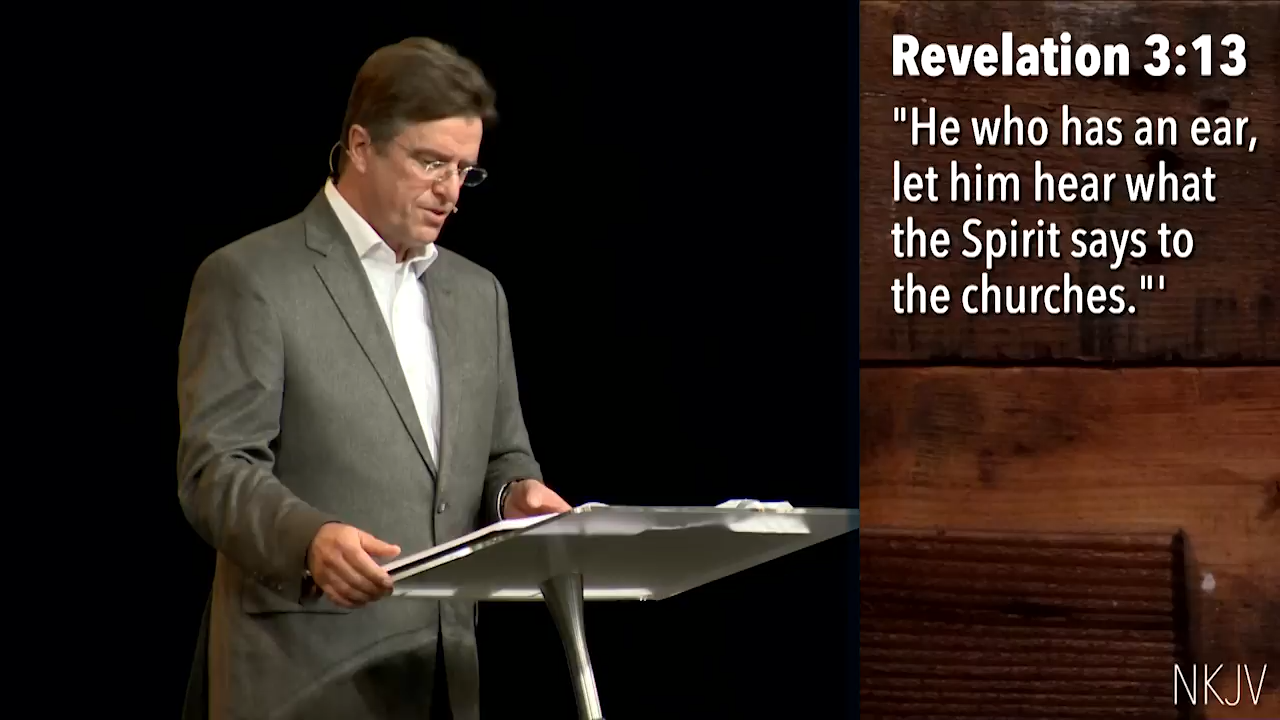 Revelation 3:13
"He who has an ear,
let him hear what
the Spirit says to
the churches."'
NKJV